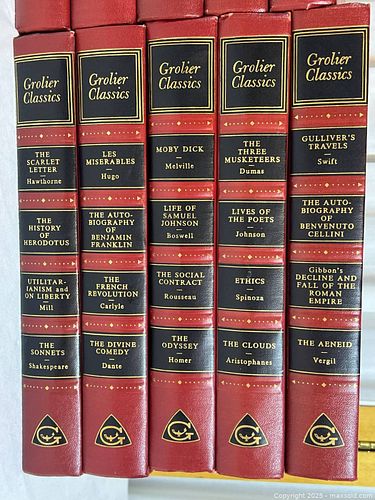 Grolier
Classics
THE
SCARLET
LETTER
Hawthorne
THE
HISTORY
OF
HERODOTUS
UTILITAR-
IANISM and
ON LIBERTY
Mill
THE
SONNETS
Shakespeare
Grolier
Classics
LES
MISERABLES
Hugo
THE AUTO-
BIOGRAPHY
OF
BENJAMIN
FRANKLIN
THE
FRENCH
REVOLUTION
Carlyle
THE DIVINE
COMEDY
Dante
Grolier
Classics
MOBY DICK
Melville
LIFE OF
SAMUEL
JOHNSON
Boswell
THE SOCIAL
CONTRACT
Rousseau
THE
ODYSSEY
Homer
Grolier
Classics
THE
THREE
MUSKETEERS
Dumas
LIVES OF
THE POETS
Johnson
ETHICS
Spinoza
THE CLOUDS
Aristophanes
Grolier
Classics
GULLIVER'S
TRAVELS
Swift
THE AUTO-
BIOGRAPHY
OF
BENVENUTO
CELLINI
Gibbon's
DECLINE AND
FALL OF THE
ROMAN
EMPIRE
THE AENEID
Vergil
Copyright 2025 - maxsold.com